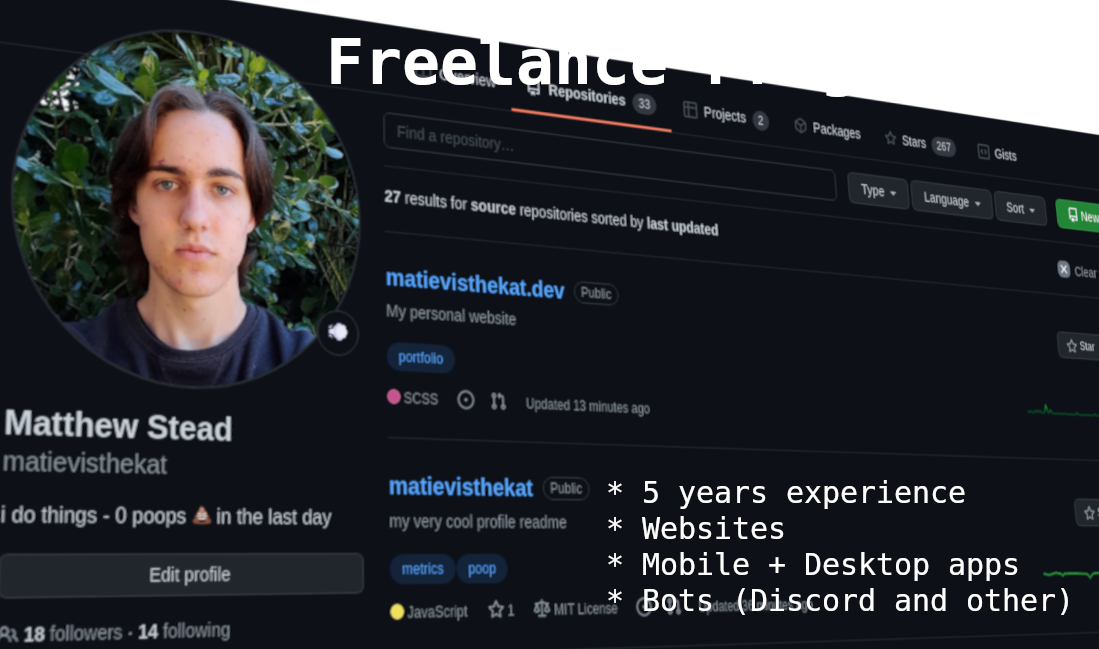 Freelance
Overview
Repositories 33
Projects 2
Packages
Stars 267
Gists
Find a repository…
Type
Language
Sort
New
27 results for source repositories sorted by last updated
Clear
matievisthekat.dev Public
My personal website
Star
portfolio
SCSS
Updated 13 minutes ago
Matthew Stead
matievisthekat
i do things - 0 poops 💩 in the last day
Edit profile
18 followers · 14 following
matievisthekat Public
my very cool profile readme
metrics poop
JavaScript 1 MIT License
* 5 years experience
* Websites
* Mobile + Desktop apps
* Bots (Discord and other)